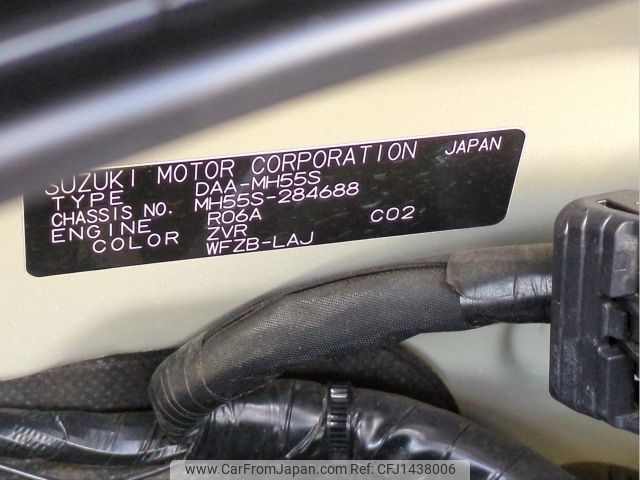 SUZUKI MOTOR CORPORATION JAPAN
TYPE DAA-MH55S
CHASSIS NO. MH55S-284688
ENGINE R06A C02
COLOR ZVR
WFZB-LAJ
www.CarFromJapan.com | CFJ1438006